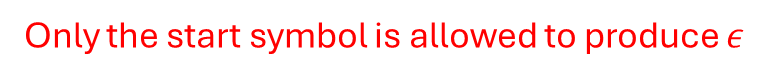 Only the start symbol is allowed to produce ϵ